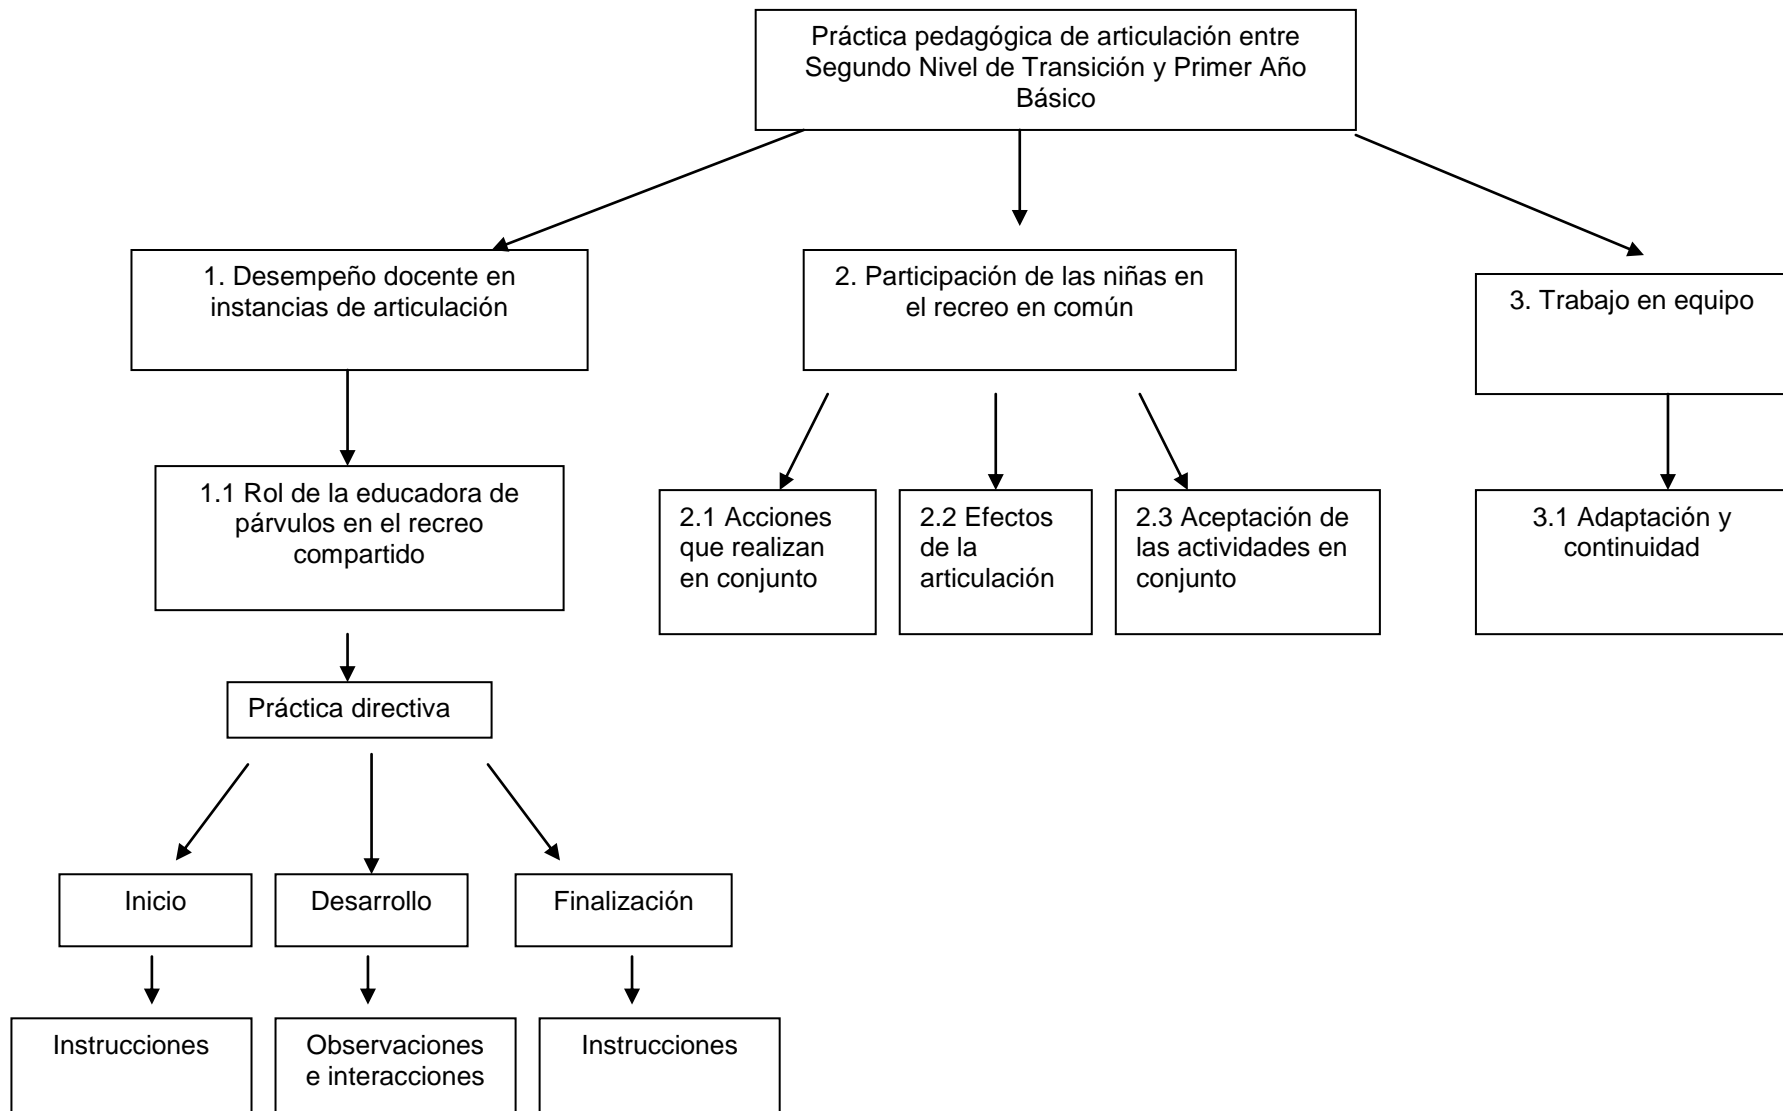 Práctica pedagógica de articulación entre
Segundo Nivel de Transición y Primer Año
Básico
1. Desempeño docente en
instancias de articulación
2. Participación de las niñas en
el recreo en común
3. Trabajo en equipo
1.1 Rol de la educadora de
párvulos en el recreo
compartido
2.1 Acciones
que realizan
en conjunto
2.2 Efectos
de la
articulación
2.3 Aceptación de
las actividades en
conjunto
3.1 Adaptación y
continuidad
Práctica directiva
Inicio
Desarrollo
Finalización
Instrucciones
Observaciones
e interacciones
Instrucciones